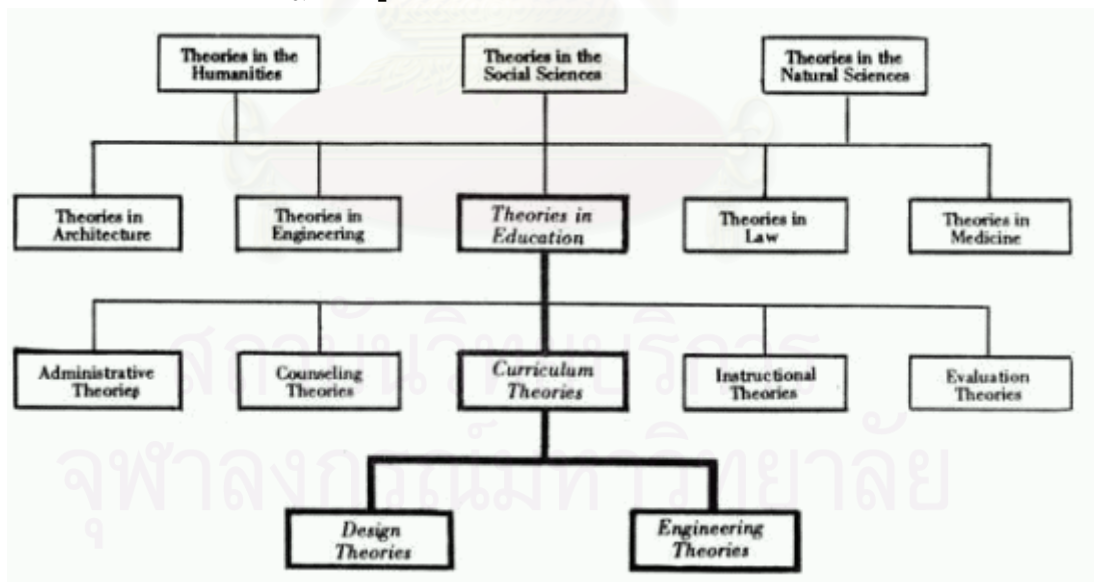 Theories in the
Humanities
Theories in the
Social Sciences
Theories in the
Natural Sciences
Theories in
Architecture
Theories in
Engineering
Theories in
Education
Theories in
Law
Theories in
Medicine
สถาบันวิทยบริการ
Administrative
Theories
Counseling
Theories
Curriculum
Theories
Instructional
Theories
Evaluation
Theories
จุฬาลงกรณ์มหาวิทยาลัย
Design
Theories
Engineering
Theories